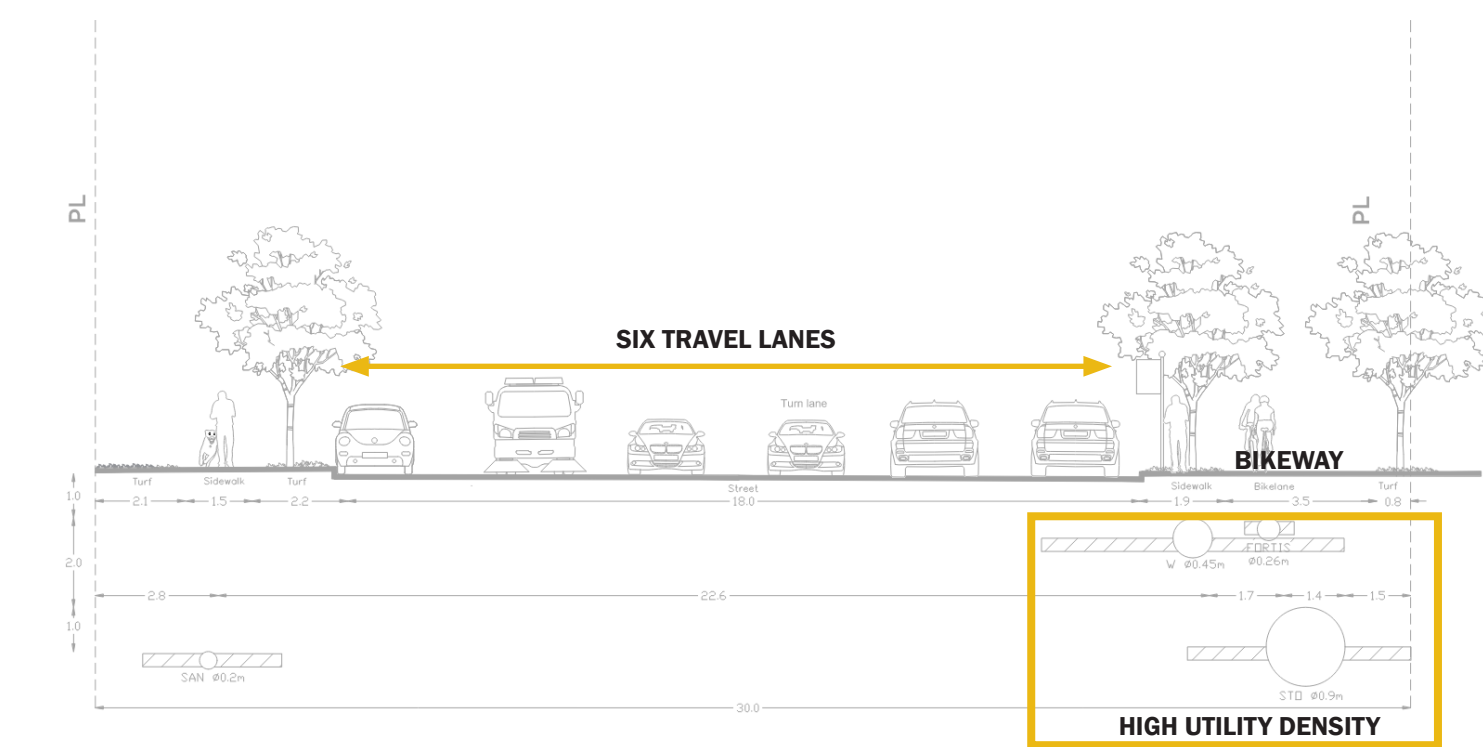 PL
PL
SIX TRAVEL LANES
Turn lane
BIKEWAY
Turf
Sidewalk
Turf
Street
Sidewalk
Bikelane
Turf
1.0
2.1
1.5
2.2
18.0
1.9
3.5
0.8
2.0
FORTIS
W Ø0.45m
Ø0.26m
2.8
22.6
1.7
1.4
1.5
1.0
SAN Ø0.2m
STO Ø0.9m
30.0
HIGH UTILITY DENSITY